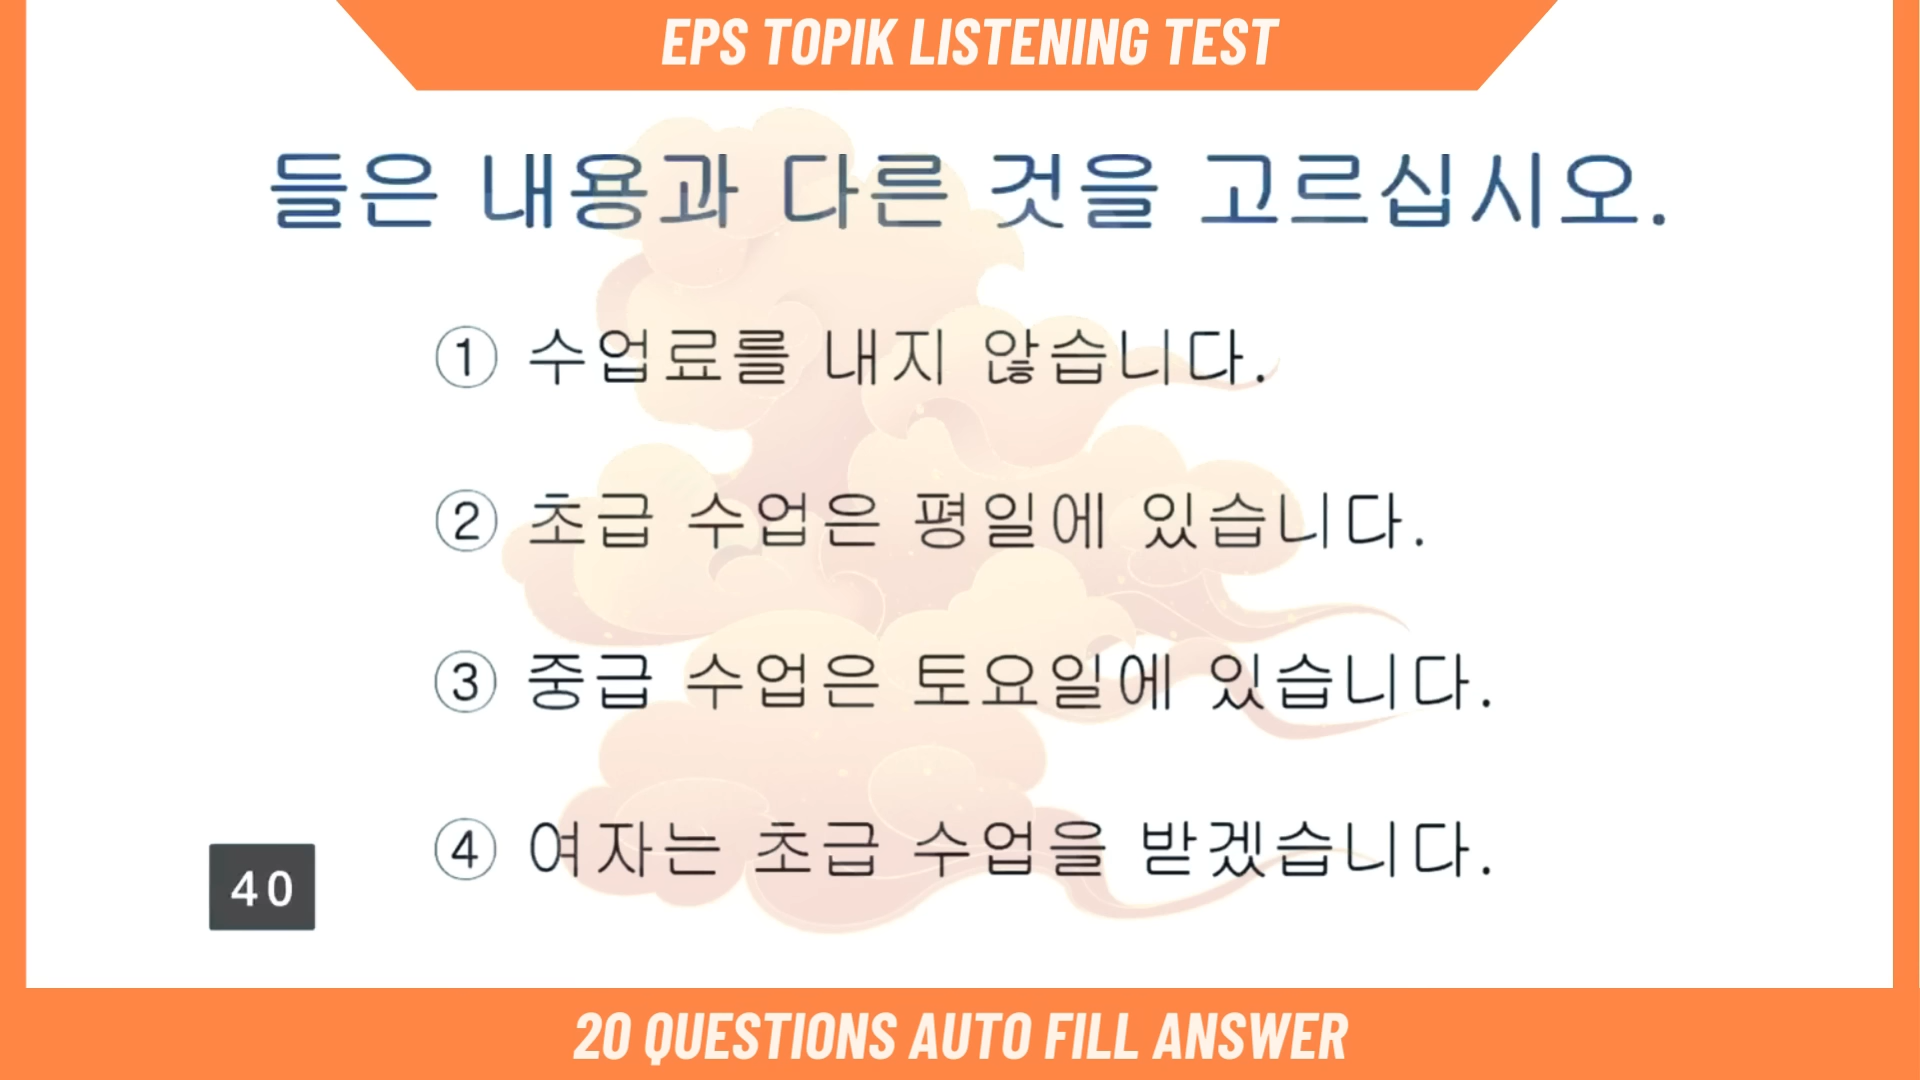 EPS TOPIK LISTENING TEST
들은 내용과 다른 것을 고르십시오.
① 수업료를 내지 않습니다.
② 초급 수업은 평일에 있습니다.
③ 중급 수업은 토요일에 있습니다.
④ 여자는 초급 수업을 받겠습니다.
40
20 QUESTIONS AUTO FILL ANSWER